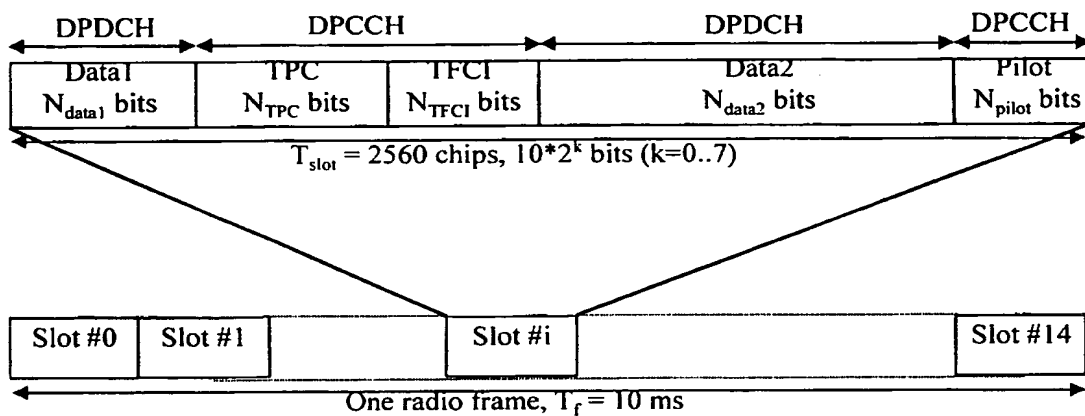 DPDCH DPCCH DPDCH DPCCH
Data1 TPC TFCI Data2 Pilot
N_data1 bits N_TPC bits N_TFCI bits N_data2 bits N_pilot bits
T_slot = 2560 chips, 10*2^k bits (k=0..7)
Slot #0 Slot #1 Slot #i Slot #14
One radio frame, T_f = 10 ms